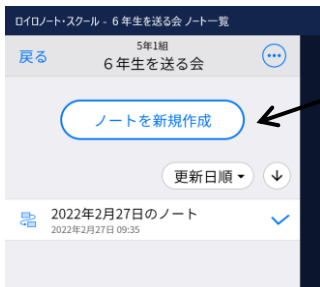 ロイロノート・スクール - 6 年生を送る会 ノート一覧
戻る
5年1組
６年生を送る会
ノートを新規作成
更新日順
2022年2月27日のノート
2022年2月27日 09:35